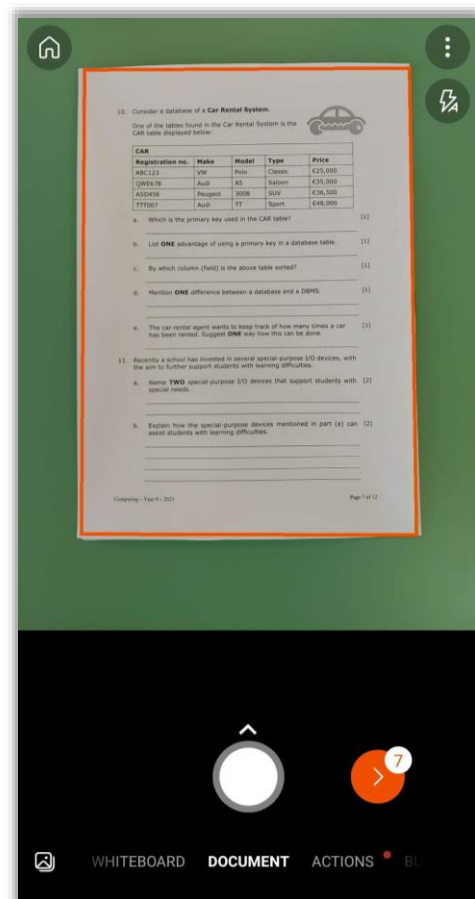 10. Consider a database of a Car Rental System.
One of the tables found in the Car Rental System is the
CAR table displayed below:
CAR
Registration no. Make Model Type Price
ABC123 VW Polo Classic €25,000
QWE678 Audi A5 Saloon €35,000
ASD456 Peugeot 3008 SUV €36,500
TTT007 Audi TT Sport €48,000
a. Which is the primary key used in the CAR table? [1]
b. List ONE advantage of using a primary key in a database table. [1]
c. By which column (field) is the above table sorted? [1]
d. Mention ONE difference between a database and a DBMS. [1]
e. The car rental agent wants to keep track of how many times a car [1]
has been rented. Suggest ONE way how this can be done.
11. Recently a school has invested in several special-purpose I/O devices, with
the aim to further support students with learning difficulties.
a. Name TWO special-purpose I/O devices that support students with [2]
special needs.
b. Explain how the special-purpose devices mentioned in part (a) can [2]
assist students with learning difficulties.
Computing – Year 9 – 2021 Page 7 of 12
7
WHITEBOARD DOCUMENT ACTIONS BU